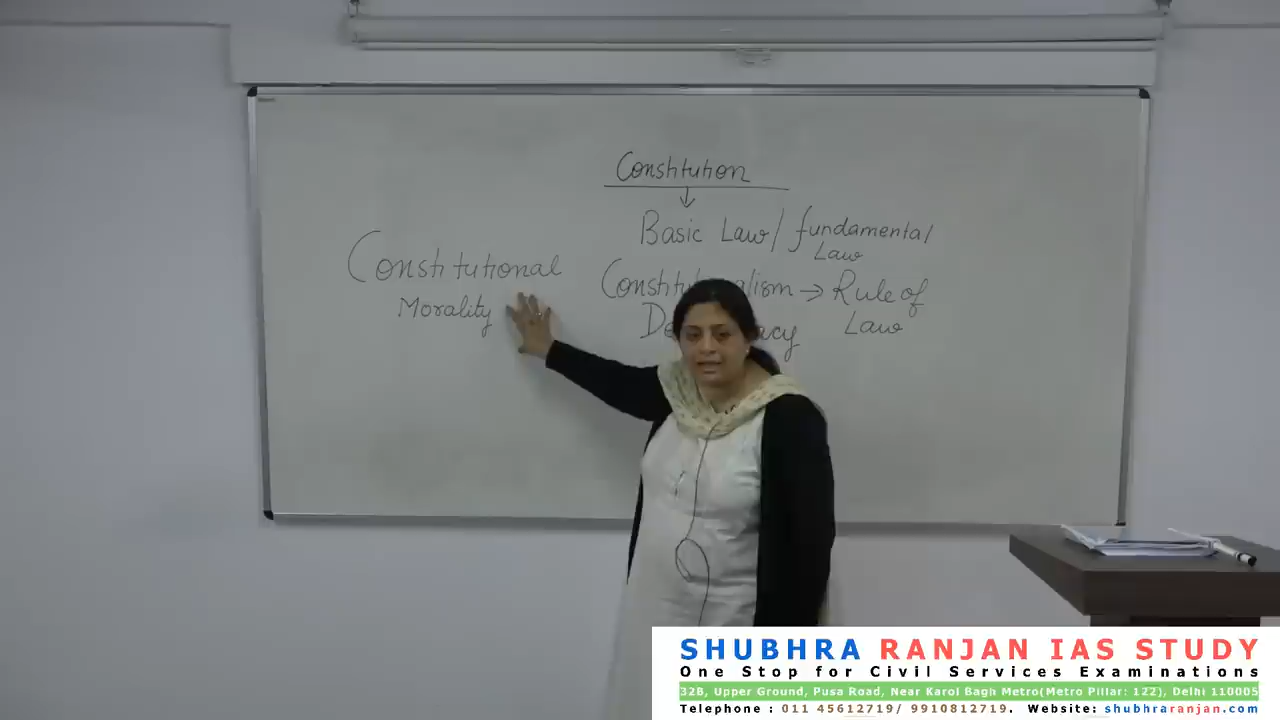 Constitution
↓
Basic Law/ fundamental
Law
Constitutional
Morality
→ Rule of
Law
SHUBHRA RANJAN IAS STUDY
One Stop for Civil Services Examinations
32B, Upper Ground, Pusa Road, Near Karol Bagh Metro(Metro Pillar: 122), Delhi 110005
Telephone : 011 45612719/ 9910812719. Website: shubhraranjan.com